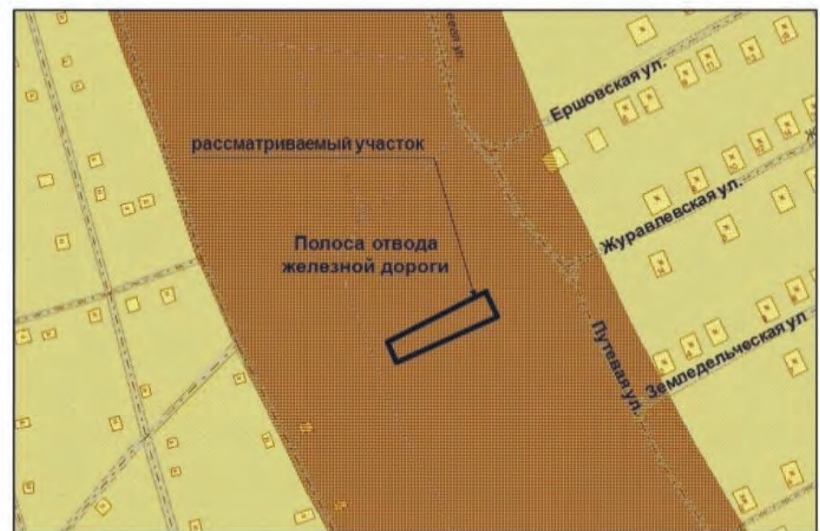 Ершовская ул.
рассматриваемый участок
Журавлевская ул.
Полоса отвода
железной дороги
Путевая ул.
Земледельческая ул